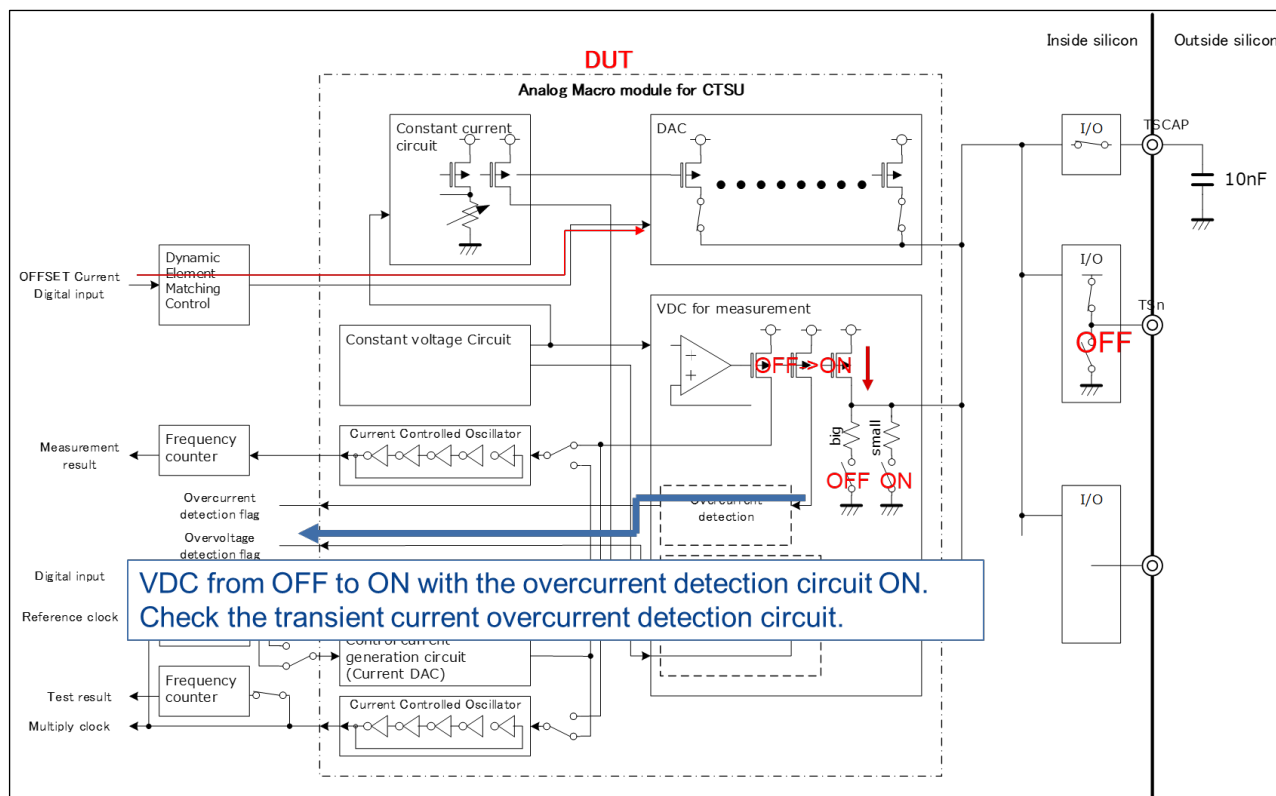 Inside silicon
Outside silicon
DUT
Analog Macro module for CTSU
Constant current
circuit
DAC
I/O
TSCAP
10nF
Dynamic
Element
Matching
Control
OFFSET Current
Digital input
I/O
TSn
OFF
Constant voltage Circuit
VDC for measurement
OFF->ON
big
small
OFF
ON
Measurement
result
Frequency
counter
Current Controlled Oscillator
Overcurrent
detection flag
Overcurrent
detection
I/O
Overvoltage
detection flag
Digital input
VDC from OFF to ON with the overcurrent detection circuit ON.
Check the transient current overcurrent detection circuit.
Reference clock
Control current
generation circuit
(Current DAC)
Test result
Frequency
counter
Current Controlled Oscillator
Multiply clock